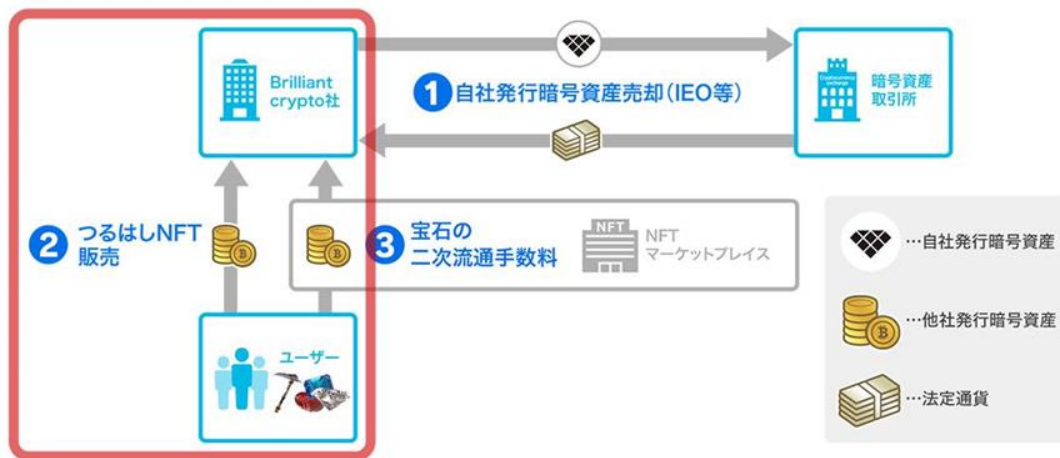 Brilliant
crypto社
1 自社発行暗号資産売却(IEO等)
Cryptocurrency
exchange
暗号資産
取引所
2 つるはしNFT
販売
3 宝石の
二次流通手数料
NFT
NFT
マーケットプレイス
ユーザー
…自社発行暗号資産
…他社発行暗号資産
…法定通貨